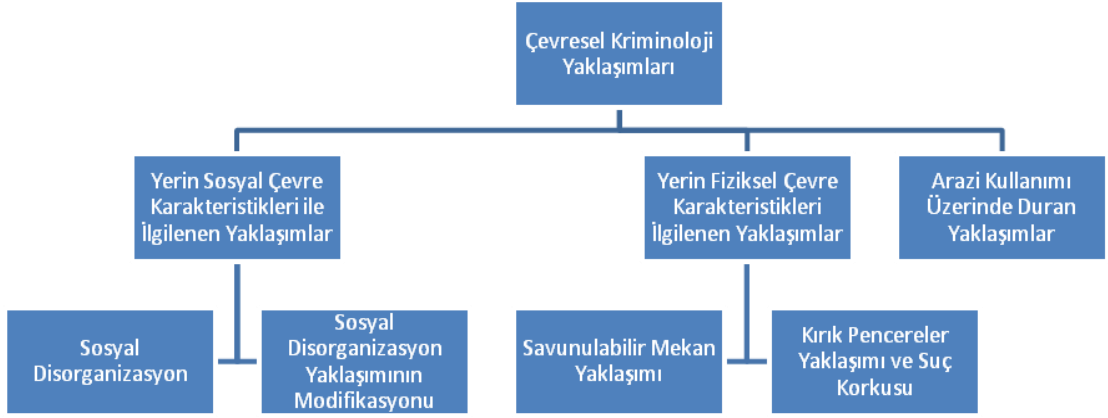 Çevresel Kriminoloji
Yaklaşımları
Yerin Sosyal Çevre
Karakteristikleri ile
İlgilenen Yaklaşımlar
Yerin Fiziksel Çevre
Karakteristikleri
İlgilenen Yaklaşımlar
Arazi Kullanımı
Üzerinde Duran
Yaklaşımlar
Sosyal
Disorganizasyon
Sosyal
Disorganizasyon
Yaklaşımının
Modifikasyonu
Savunulabilir Mekan
Yaklaşımı
Kırık Pencereler
Yaklaşımı ve Suç
Korkusu